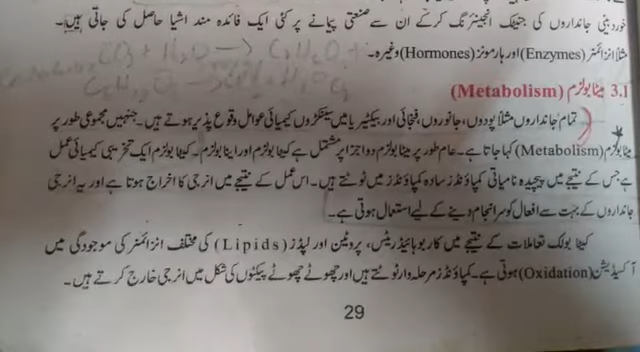 خوردبینی جانداروں کی جنیٹک انجینئرنگ کرکے ان سے صنعتی پیمانے پر کئی ایک فائدہ مند اشیا حاصل کی جاتی ہیں۔
مثلاً انزائمنر (Enzymes) اور ہارمونز (Hormones) وغیرہ۔
3.1 میٹابولزم (Metabolism)
تمام جانداروں مثلاً پودوں، جانوروں، فنجائی اور بیکٹیریا میں سینکڑوں کیمیائی عوامل وقوع پذیر ہوتے ہیں۔ جنہیں مجموعی طور پر
میٹابولزم (Metabolism) کہا جاتا ہے۔ عام طور پر میٹابولزم دو اجزا پر مشتمل ہے کیٹابولزم اور اینابولزم۔ کیٹابولزم ایک تخریبی کیمیائی عمل
ہے جس کے نتیجے میں پیچیدہ نامیاتی کمپاؤنڈز سادہ کمپاؤنڈز میں ٹوٹتے ہیں۔ اس عمل کے نتیجے میں انرجی کا اخراج ہوتا ہے اور یہ انرجی
جانداروں کے بہت سے افعال کو سرانجام دینے کے لیے استعمال ہوتی ہے۔
کیٹا بولک تعاملات کے نتیجے میں کاربوہائیڈریٹس، پروٹین اور لپڈز (Lipids) کی مختلف انزائمنر کی موجودگی میں
آکسیڈیشن (Oxidation) ہوتی ہے۔ کمپاؤنڈز مرحلہ وار ٹوٹتے ہیں اور چھوٹے چھوٹے پیکٹوں کی شکل میں انرجی خارج کرتے ہیں۔
29